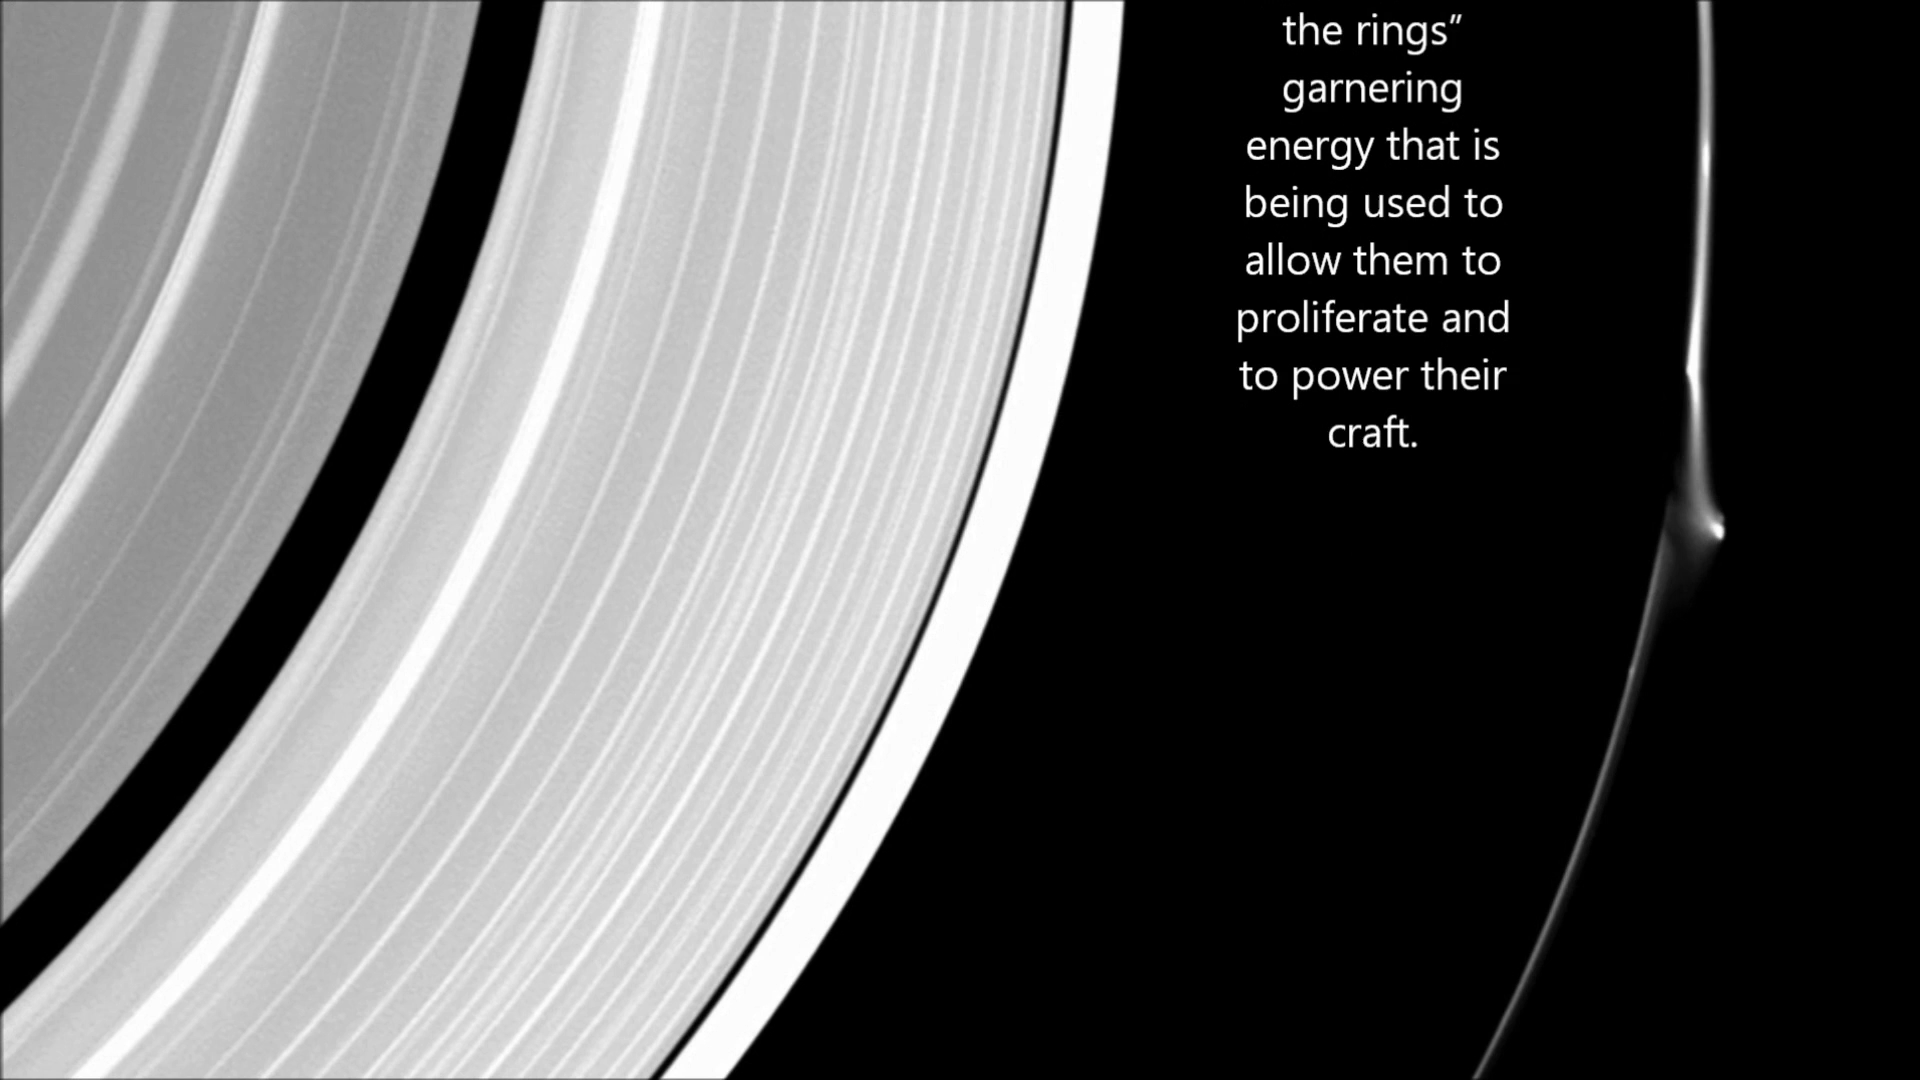 the rings”
garnering
energy that is
being used to
allow them to
proliferate and
to power their
craft.